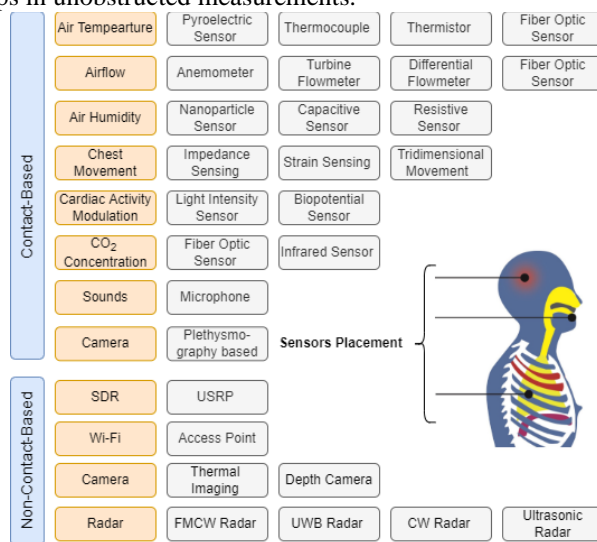 ps in unobstructed measurements.
Contact-Based
Air Tempearture
Pyroelectric
Sensor
Thermocouple
Thermistor
Fiber Optic
Sensor
Airflow
Anemometer
Turbine
Flowmeter
Differential
Flowmeter
Fiber Optic
Sensor
Air Humidity
Nanoparticle
Sensor
Capacitive
Sensor
Resistive
Sensor
Chest
Movement
Impedance
Sensing
Strain Sensing
Tridimensional
Movement
Cardiac Activity
Modulation
Light Intensity
Sensor
Biopotential
Sensor
CO2
Concentration
Fiber Optic
Sensor
Infrared Sensor
Sounds
Microphone
Camera
Plethysmo-
graphy based
Sensors Placement
Non-Contact-Based
SDR
USRP
Wi-Fi
Access Point
Camera
Thermal
Imaging
Depth Camera
Radar
FMCW Radar
UWB Radar
CW Radar
Ultrasonic
Radar